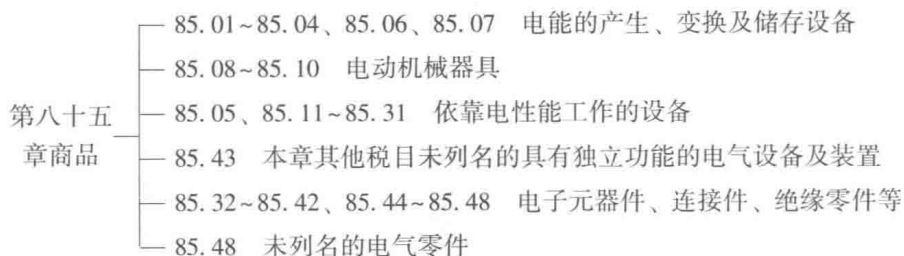 85.01~85.04、85.06、85.07 电能的产生、变换及储存设备
85.08~85.10 电动机械器具
第八十五
章商品
85.05、85.11~85.31 依靠电性能工作的设备
85.43 本章其他税目未列名的具有独立功能的电气设备及装置
85.32~85.42、85.44~85.48 电子元器件、连接件、绝缘零件等
85.48 未列名的电气零件